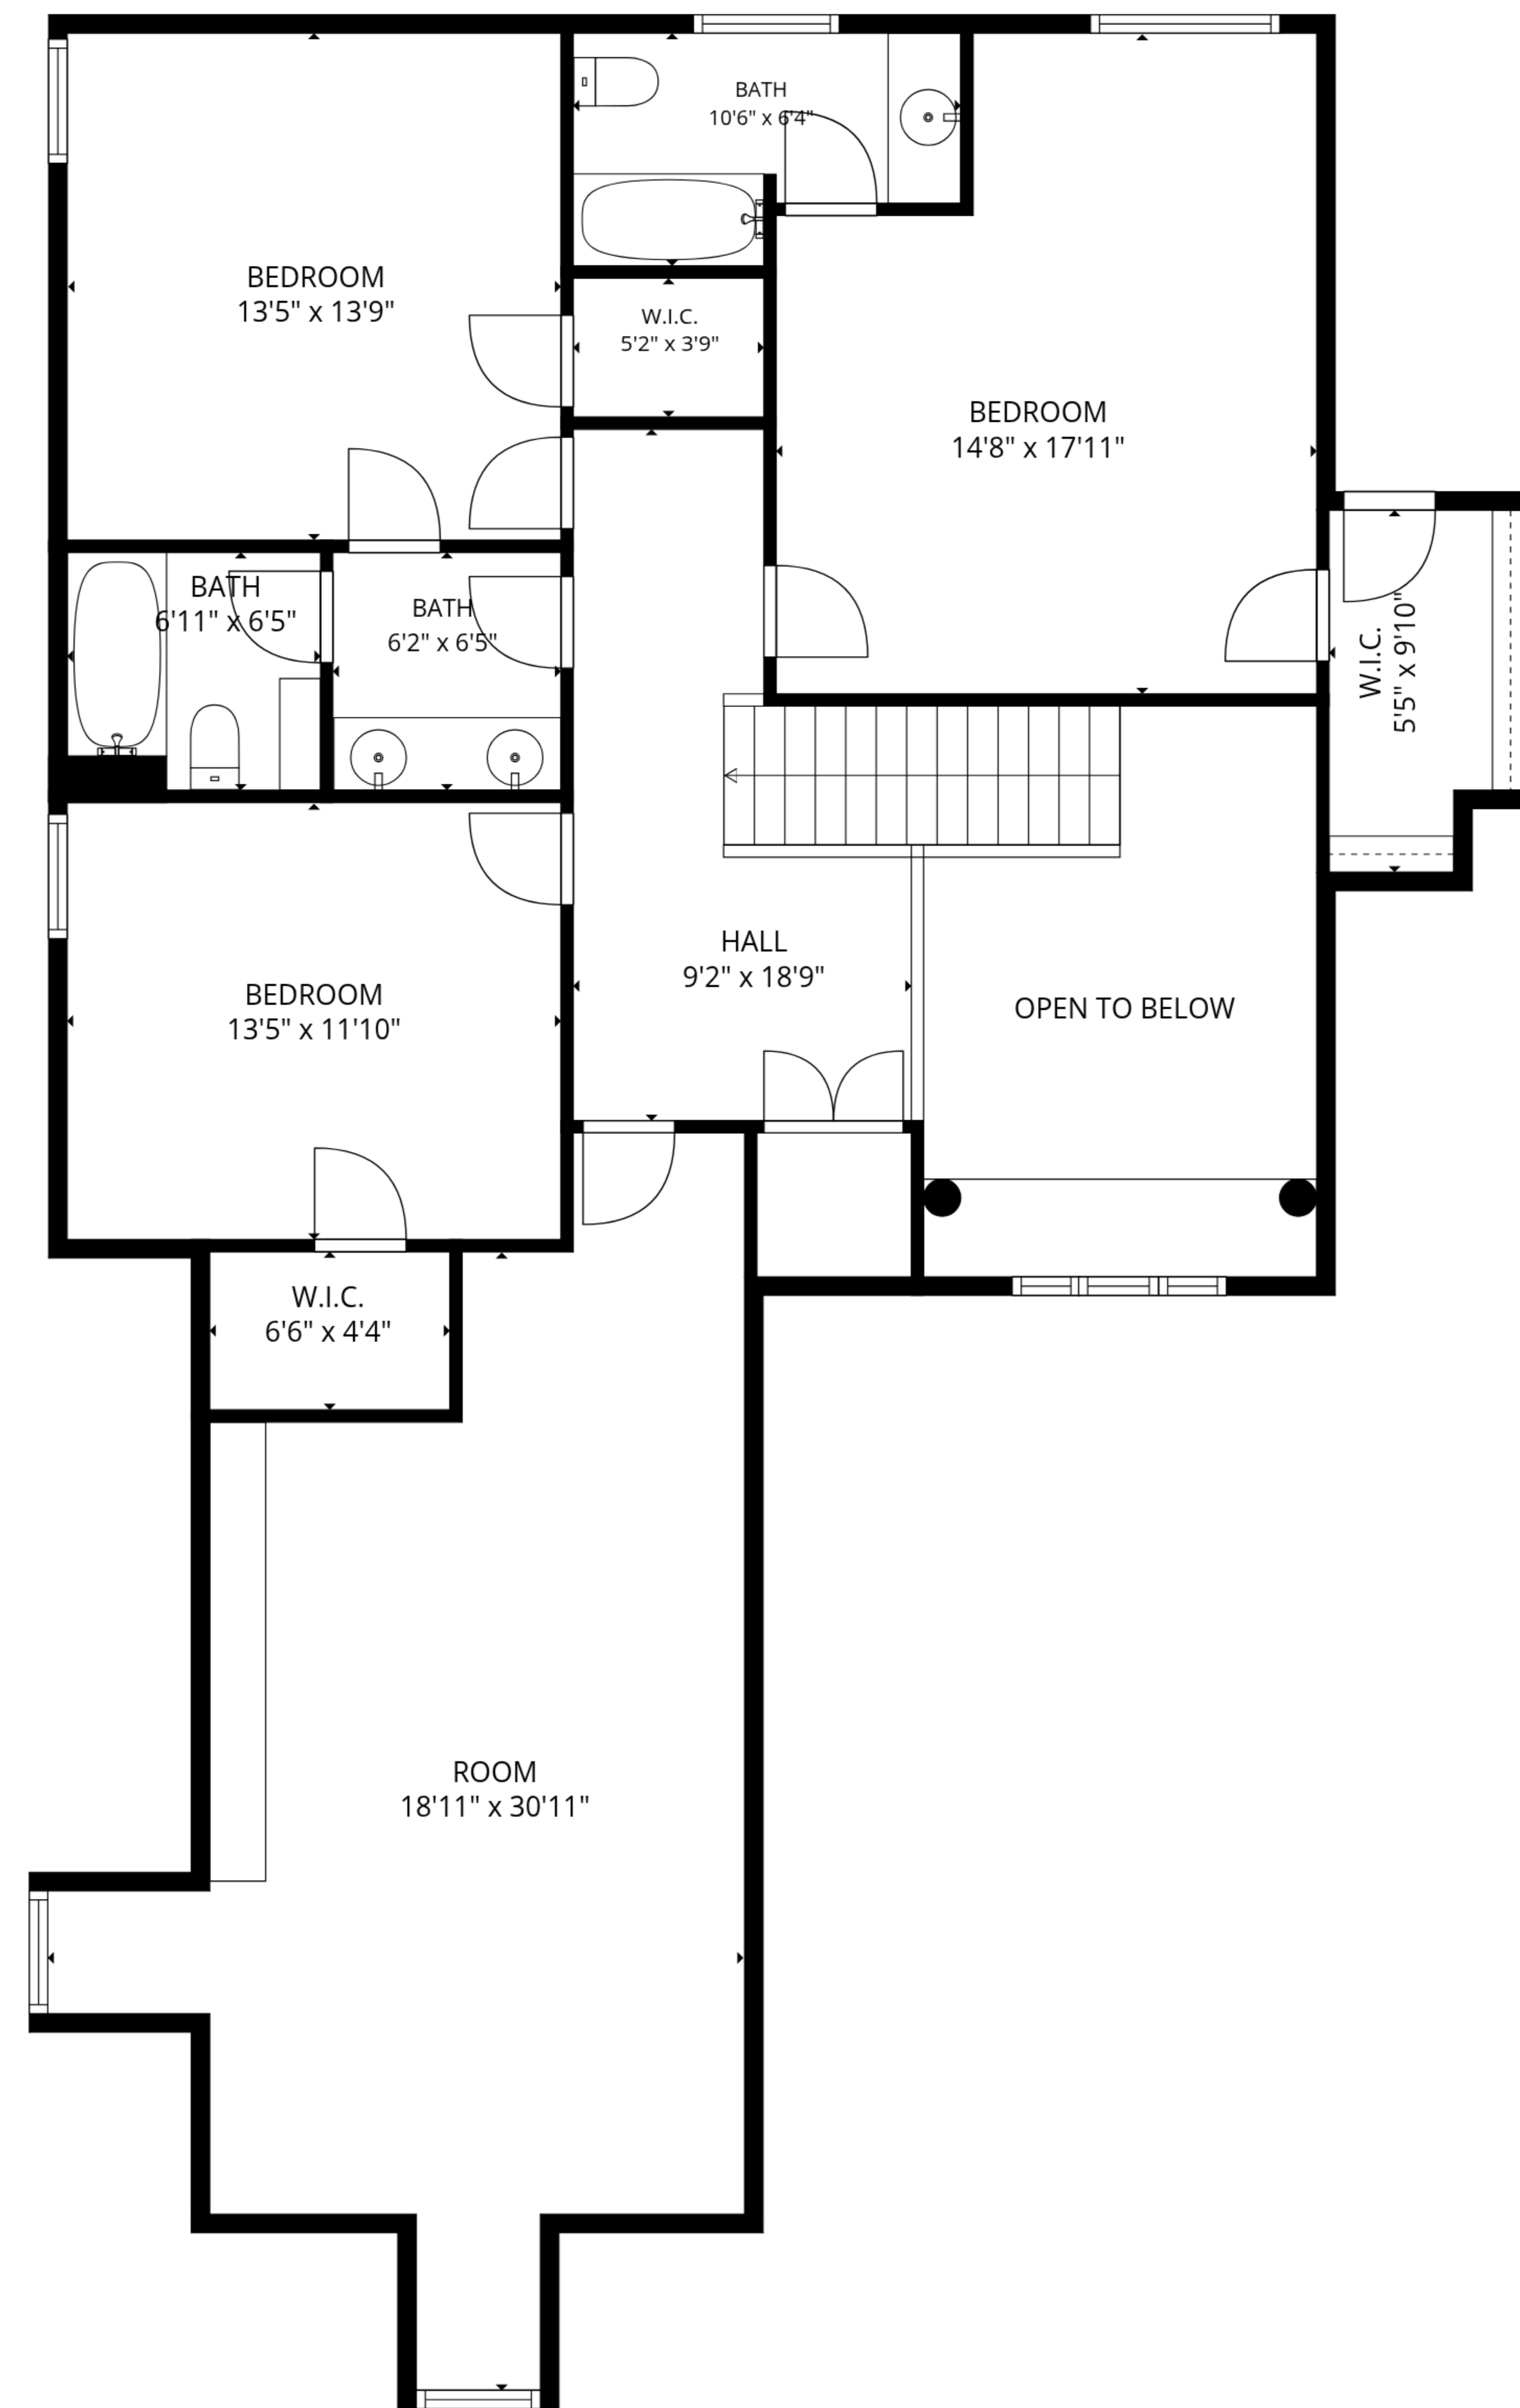 BATH
10'6" x 6'4"
BEDROOM
13'5" x 13'9"
W.I.C.
5'2" x 3'9"
BEDROOM
14'8" x 17'11"
BATH
6'11" x 6'5"
BATH
6'2" x 6'5"
W.I.C.
5'5" x 9'10"
HALL
9'2" x 18'9"
BEDROOM
13'5" x 11'10"
OPEN TO BELOW
W.I.C.
6'6" x 4'4"
ROOM
18'11" x 30'11"